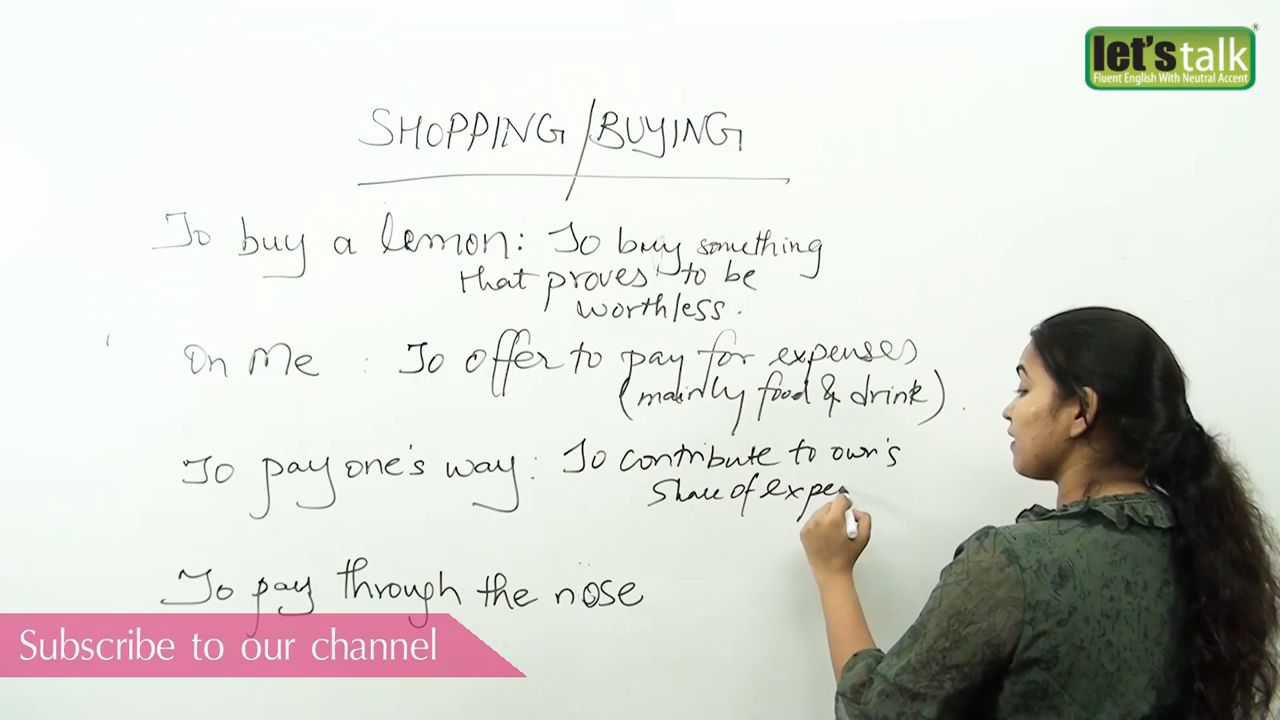 let's talk
Fluent English With Neutral Accent
SHOPPING/BUYING
To buy a lemon: To buy something
that proves to be
worthless.
On Me : To offer to pay for expenses
(mainly food & drink).
To pay one's way: To contribute to own's
Share of expe
To pay through the nose
Subscribe to our channel